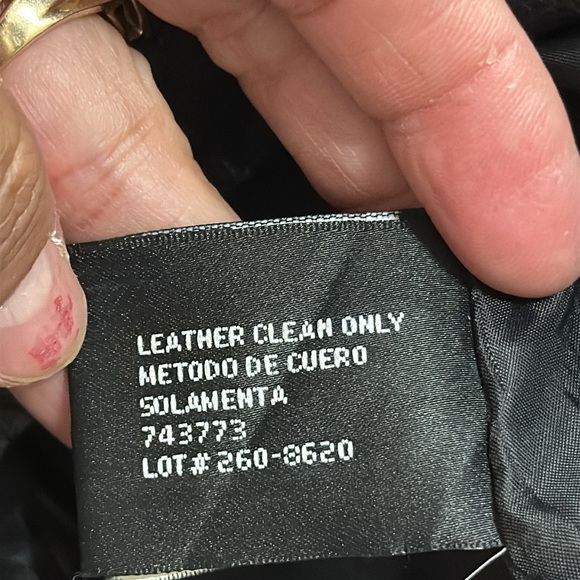 LEATHER CLEAN ONLY
METODO DE CUERO
SOLAMENTA
743773
LOT# 260-8620